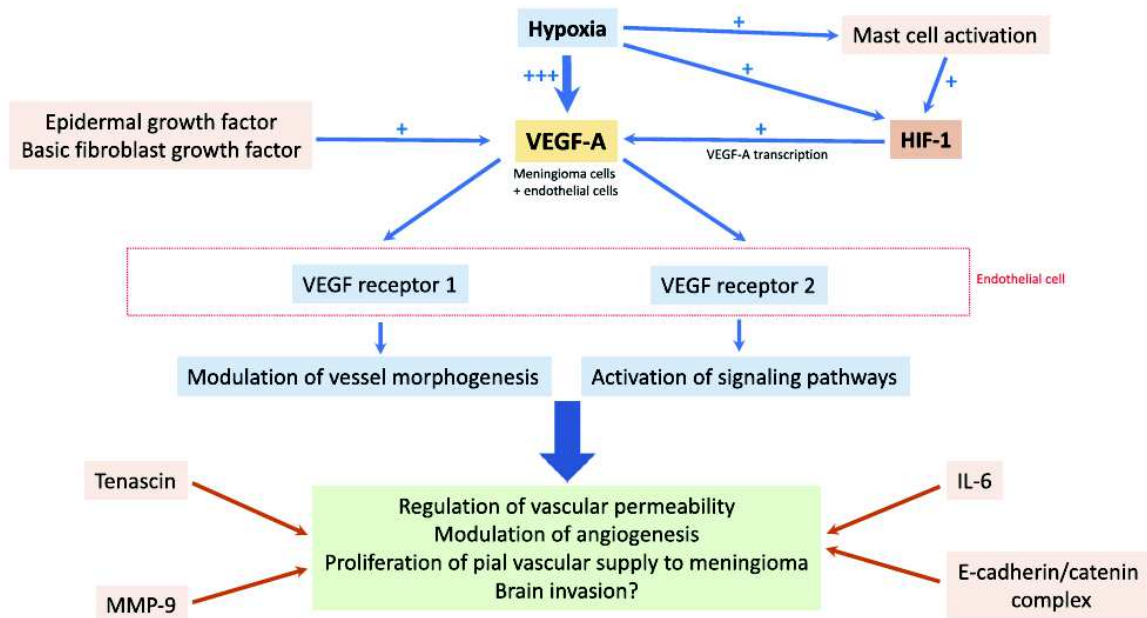 Hypoxia
+
Mast cell activation
+++
+
+
Epidermal growth factor
Basic fibroblast growth factor
+
VEGF-A
+
HIF-1
VEGF-A transcription
Meningioma cells
+ endothelial cells
VEGF receptor 1
VEGF receptor 2
Endothelial cell
Modulation of vessel morphogenesis
Activation of signaling pathways
Tenascin
IL-6
Regulation of vascular permeability
Modulation of angiogenesis
Proliferation of pial vascular supply to meningioma
Brain invasion?
MMP-9
E-cadherin/catenin
complex